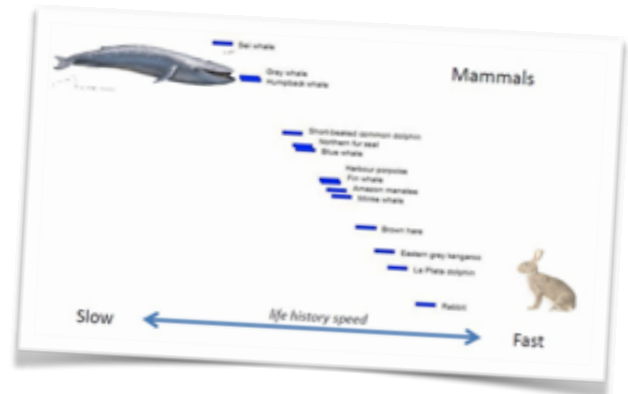 Sei whale
Mammals
Gray whale
Humpback whale
Short-beaked common dolphin
Northern fur seal
Blue whale
Harbour porpoise
Fin whale
Amazon manatee
Minke whale
Brown hare
Eastern grey kangaroo
La Plata dolphin
Rabbit
Slow
life history speed
Fast